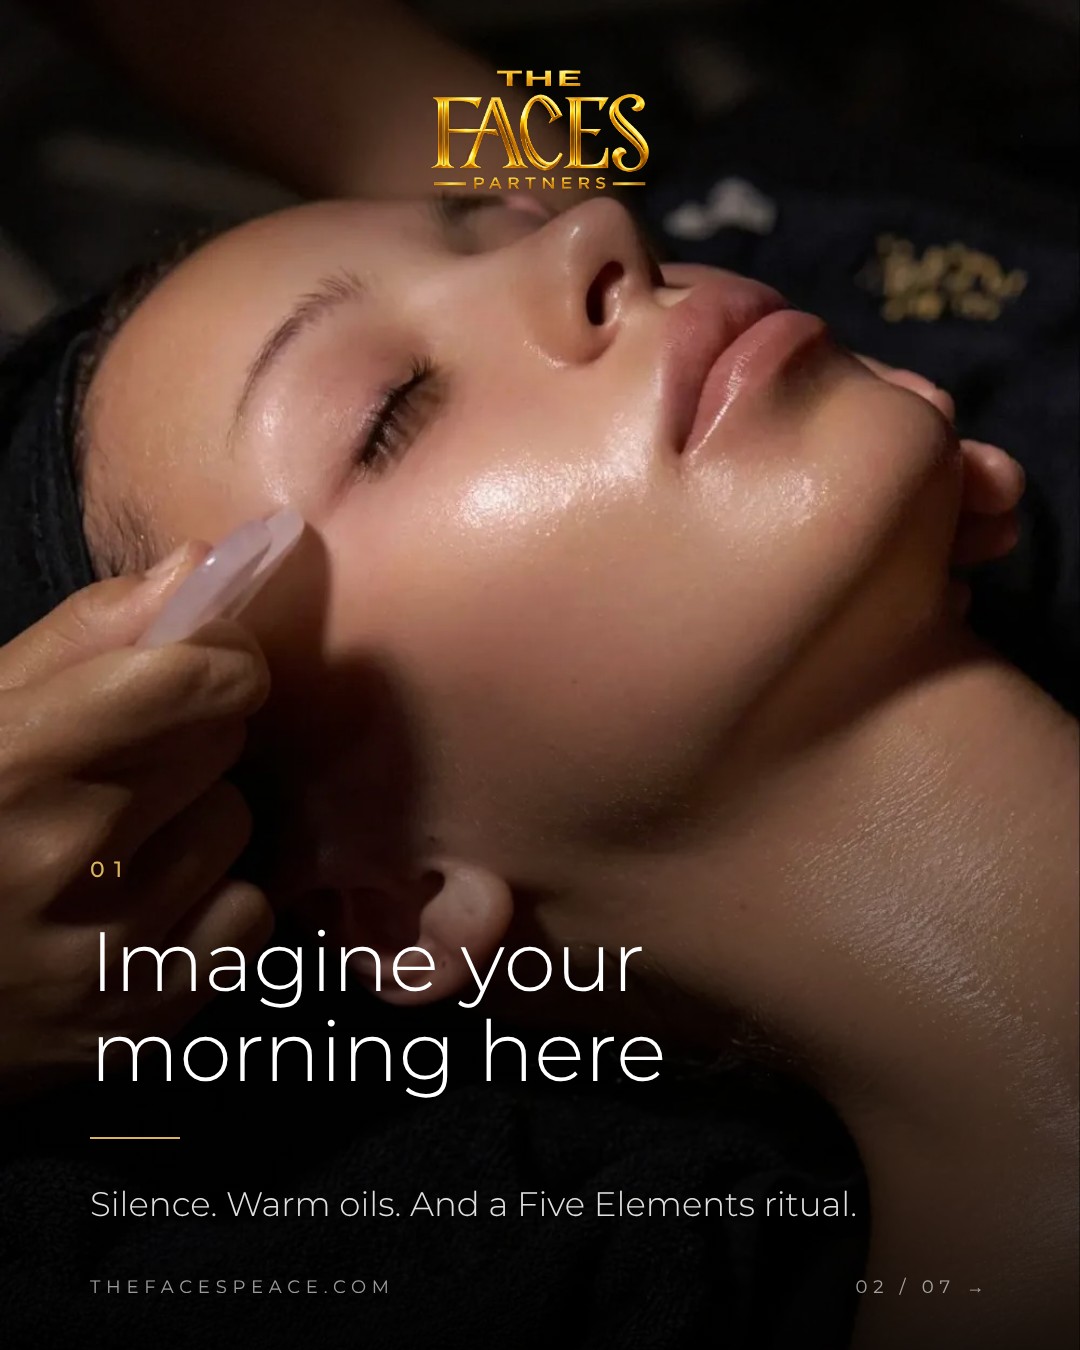 THE
FACES
PARTNERS
01
Imagine your
morning here
Silence. Warm oils. And a Five Elements ritual.
THEFACESPEACE.COM
02 / 07 →